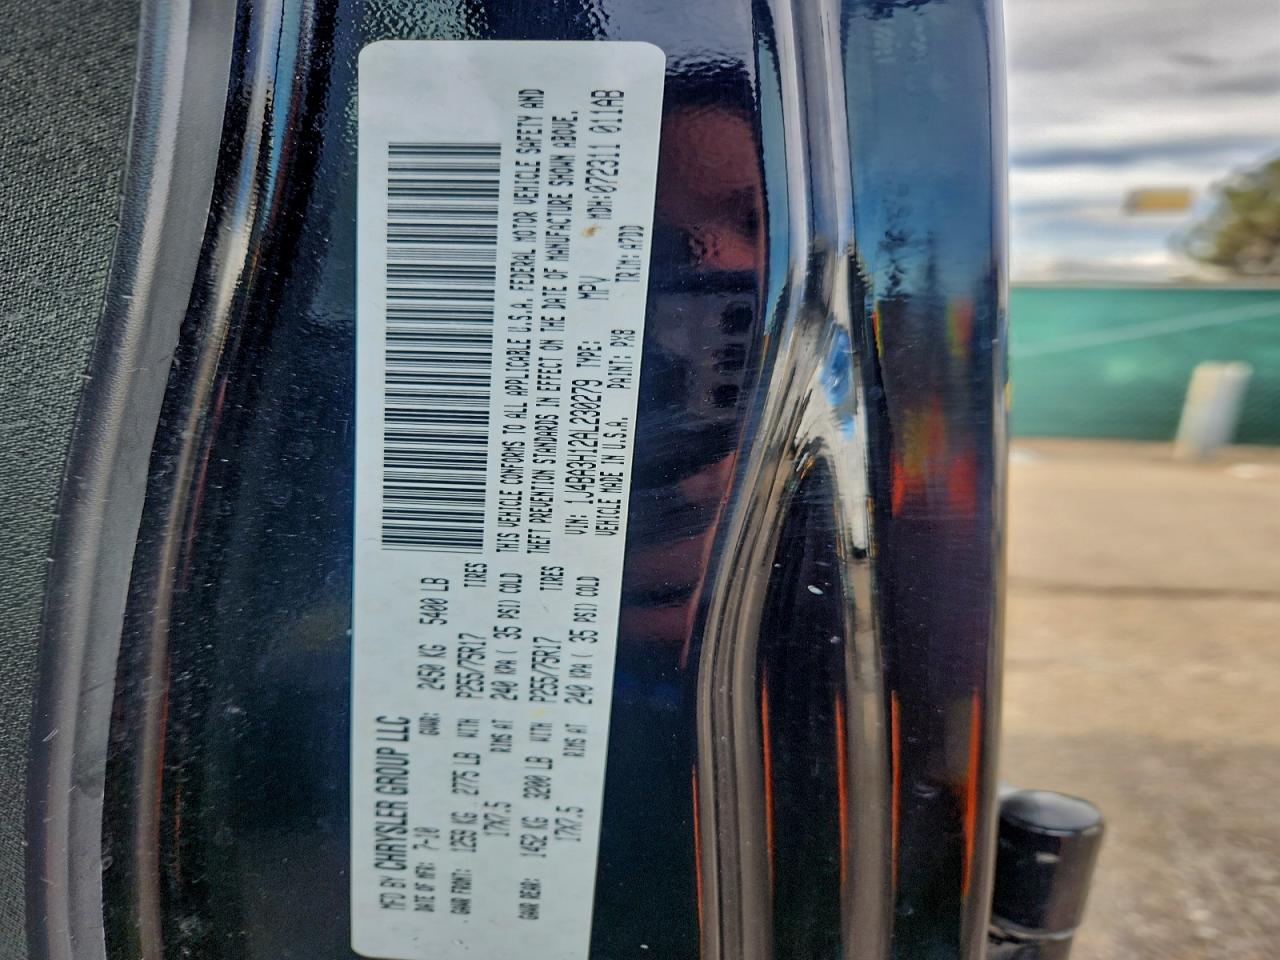 MFD BY CHRYSLER GROUP LLC
DATE OF MFR: 7-10 GVWR: 2450 KG 5400 LB
GAWR FRONT: 1259 KG 2775 LB WITH P255/75R17 TIRES
17X7.5 RIMS AT 240 KPA ( 35 PSI) COLD
GAWR REAR: 1452 KG 3200 LB WITH P255/75R17 TIRES
17X7.5 RIMS AT 240 KPA ( 35 PSI) COLD
THIS VEHICLE CONFORMS TO ALL APPLICABLE U.S.A. FEDERAL MOTOR VEHICLE SAFETY AND
THEFT PREVENTION STANDARDS IN EFFECT ON THE DATE OF MANUFACTURE SHOWN ABOVE.
VIN: 1J4BA3H12AL230279 TYPE: MPV MDH:072311 011AB
VEHICLE MADE IN U.S.A. PAINT: PXB TRIM: A7DD